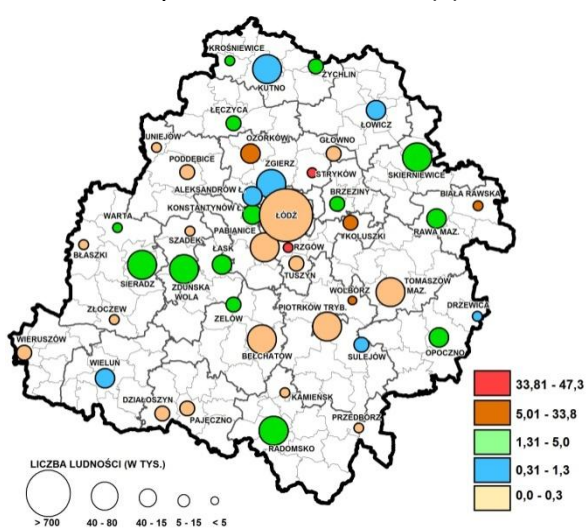 KROŚNIEWICE
KUTNO
ŻYCHLIN
ŁĘCZYCA
ŁOWICZ
UNIEJÓW
OZORKÓW
GŁOWNO
PODDĘBICE
ZGIERZ
STRYKÓW
SKIERNIEWICE
ALEKSANDRÓW Ł.
BRZEZINY
BIAŁA RAWSKA
KONSTANTYNÓW Ł.
ŁÓDŹ
WARTA
PABIANICE
RAWA MAZ.
SZADEK
KOLUSZKI
BŁASZKI
ŁASK
RZGÓW
TUSZYN
SIERADZ
ZDUŃSKA
WOLA
TOMASZÓW
MAZ.
WOLBÓRZ
ZŁOCZEW
ZELÓW
PIOTRKÓW TRYB.
DRZEWICA
WIERUSZÓW
BEŁCHATÓW
SULEJÓW
OPOCZNO
WIELUŃ
KAMIEŃSK
DZIAŁOSZYN
PAJĘCZNO
PRZEDBÓRZ
RADOMSKO
33,81 - 47,3
5,01 - 33,8
1,31 - 5,0
0,31 - 1,3
0,0 - 0,3
LICZBA LUDNOŚCI (W TYS.)
> 700 40 - 80 40 - 15 5 - 15 < 5